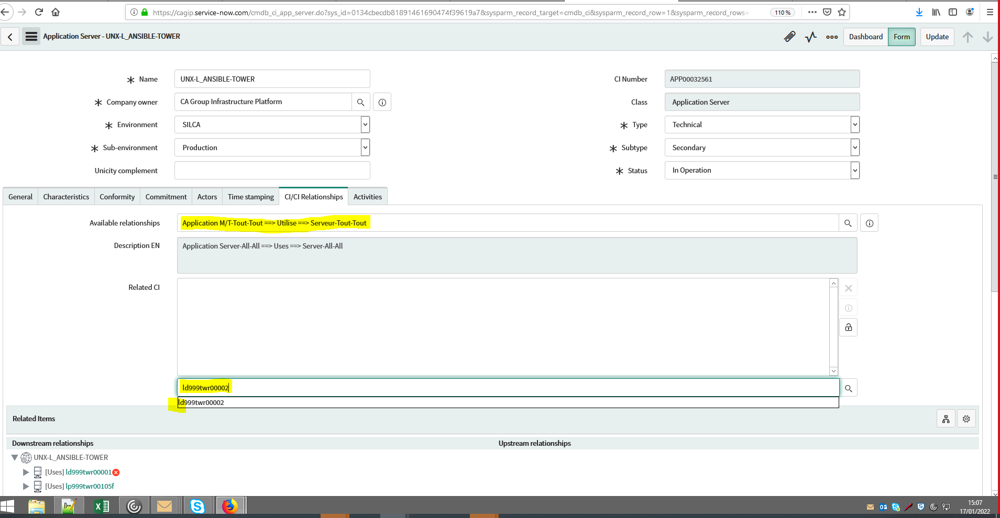 https://cagip.service-now.com/cmdb_ci_app_server.do?sys_id=0134cbecdb81891461690474f39619a7&sysparm_record_target=cmdb_ci&sysparm_record_row=1&sysparm_record_rows=
110 %
Application Server - UNX-L_ANSIBLE-TOWER
Dashboard
Form
Update
Name
UNX-L_ANSIBLE-TOWER
CI Number
APP00032561
Company owner
CA Group Infrastructure Platform
Class
Application Server
Environment
SILCA
Type
Technical
Sub-environment
Production
Subtype
Secondary
Unicity complement
Status
In Operation
General
Characteristics
Conformity
Commitment
Actors
Time stamping
CI/CI Relationships
Activities
Available relationships
Application M/T-Tout-Tout ==> Utilise ==> Serveur-Tout-Tout
Description EN
Application Server-All-All ==> Uses ==> Server-All-All
Related CI
ld999twr00002
ld999twr00002
Related Items
Downstream relationships
Upstream relationships
UNX-L_ANSIBLE-TOWER
[Uses] ld999twr00001
[Uses] lp999twr00105f
15:07
17/01/2022